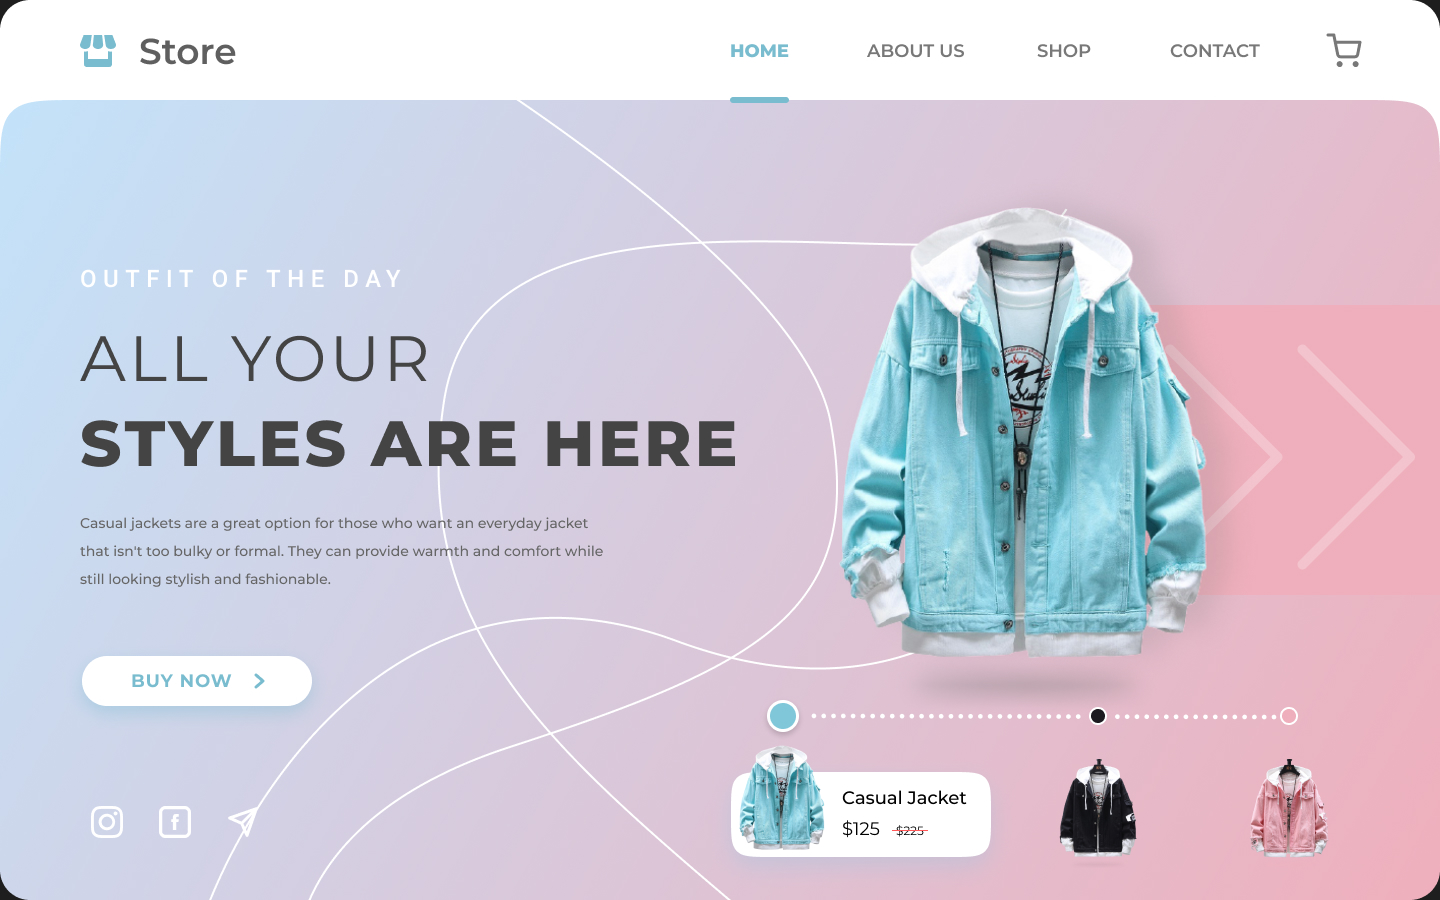 Store
HOME
ABOUT US
SHOP
CONTACT
OUTFIT OF THE DAY
ALL YOUR
STYLES ARE HERE
Casual jackets are a great option for those who want an everyday jacket
that isn't too bulky or formal. They can provide warmth and comfort while
still looking stylish and fashionable.
BUY NOW
Casual Jacket
$125 $225